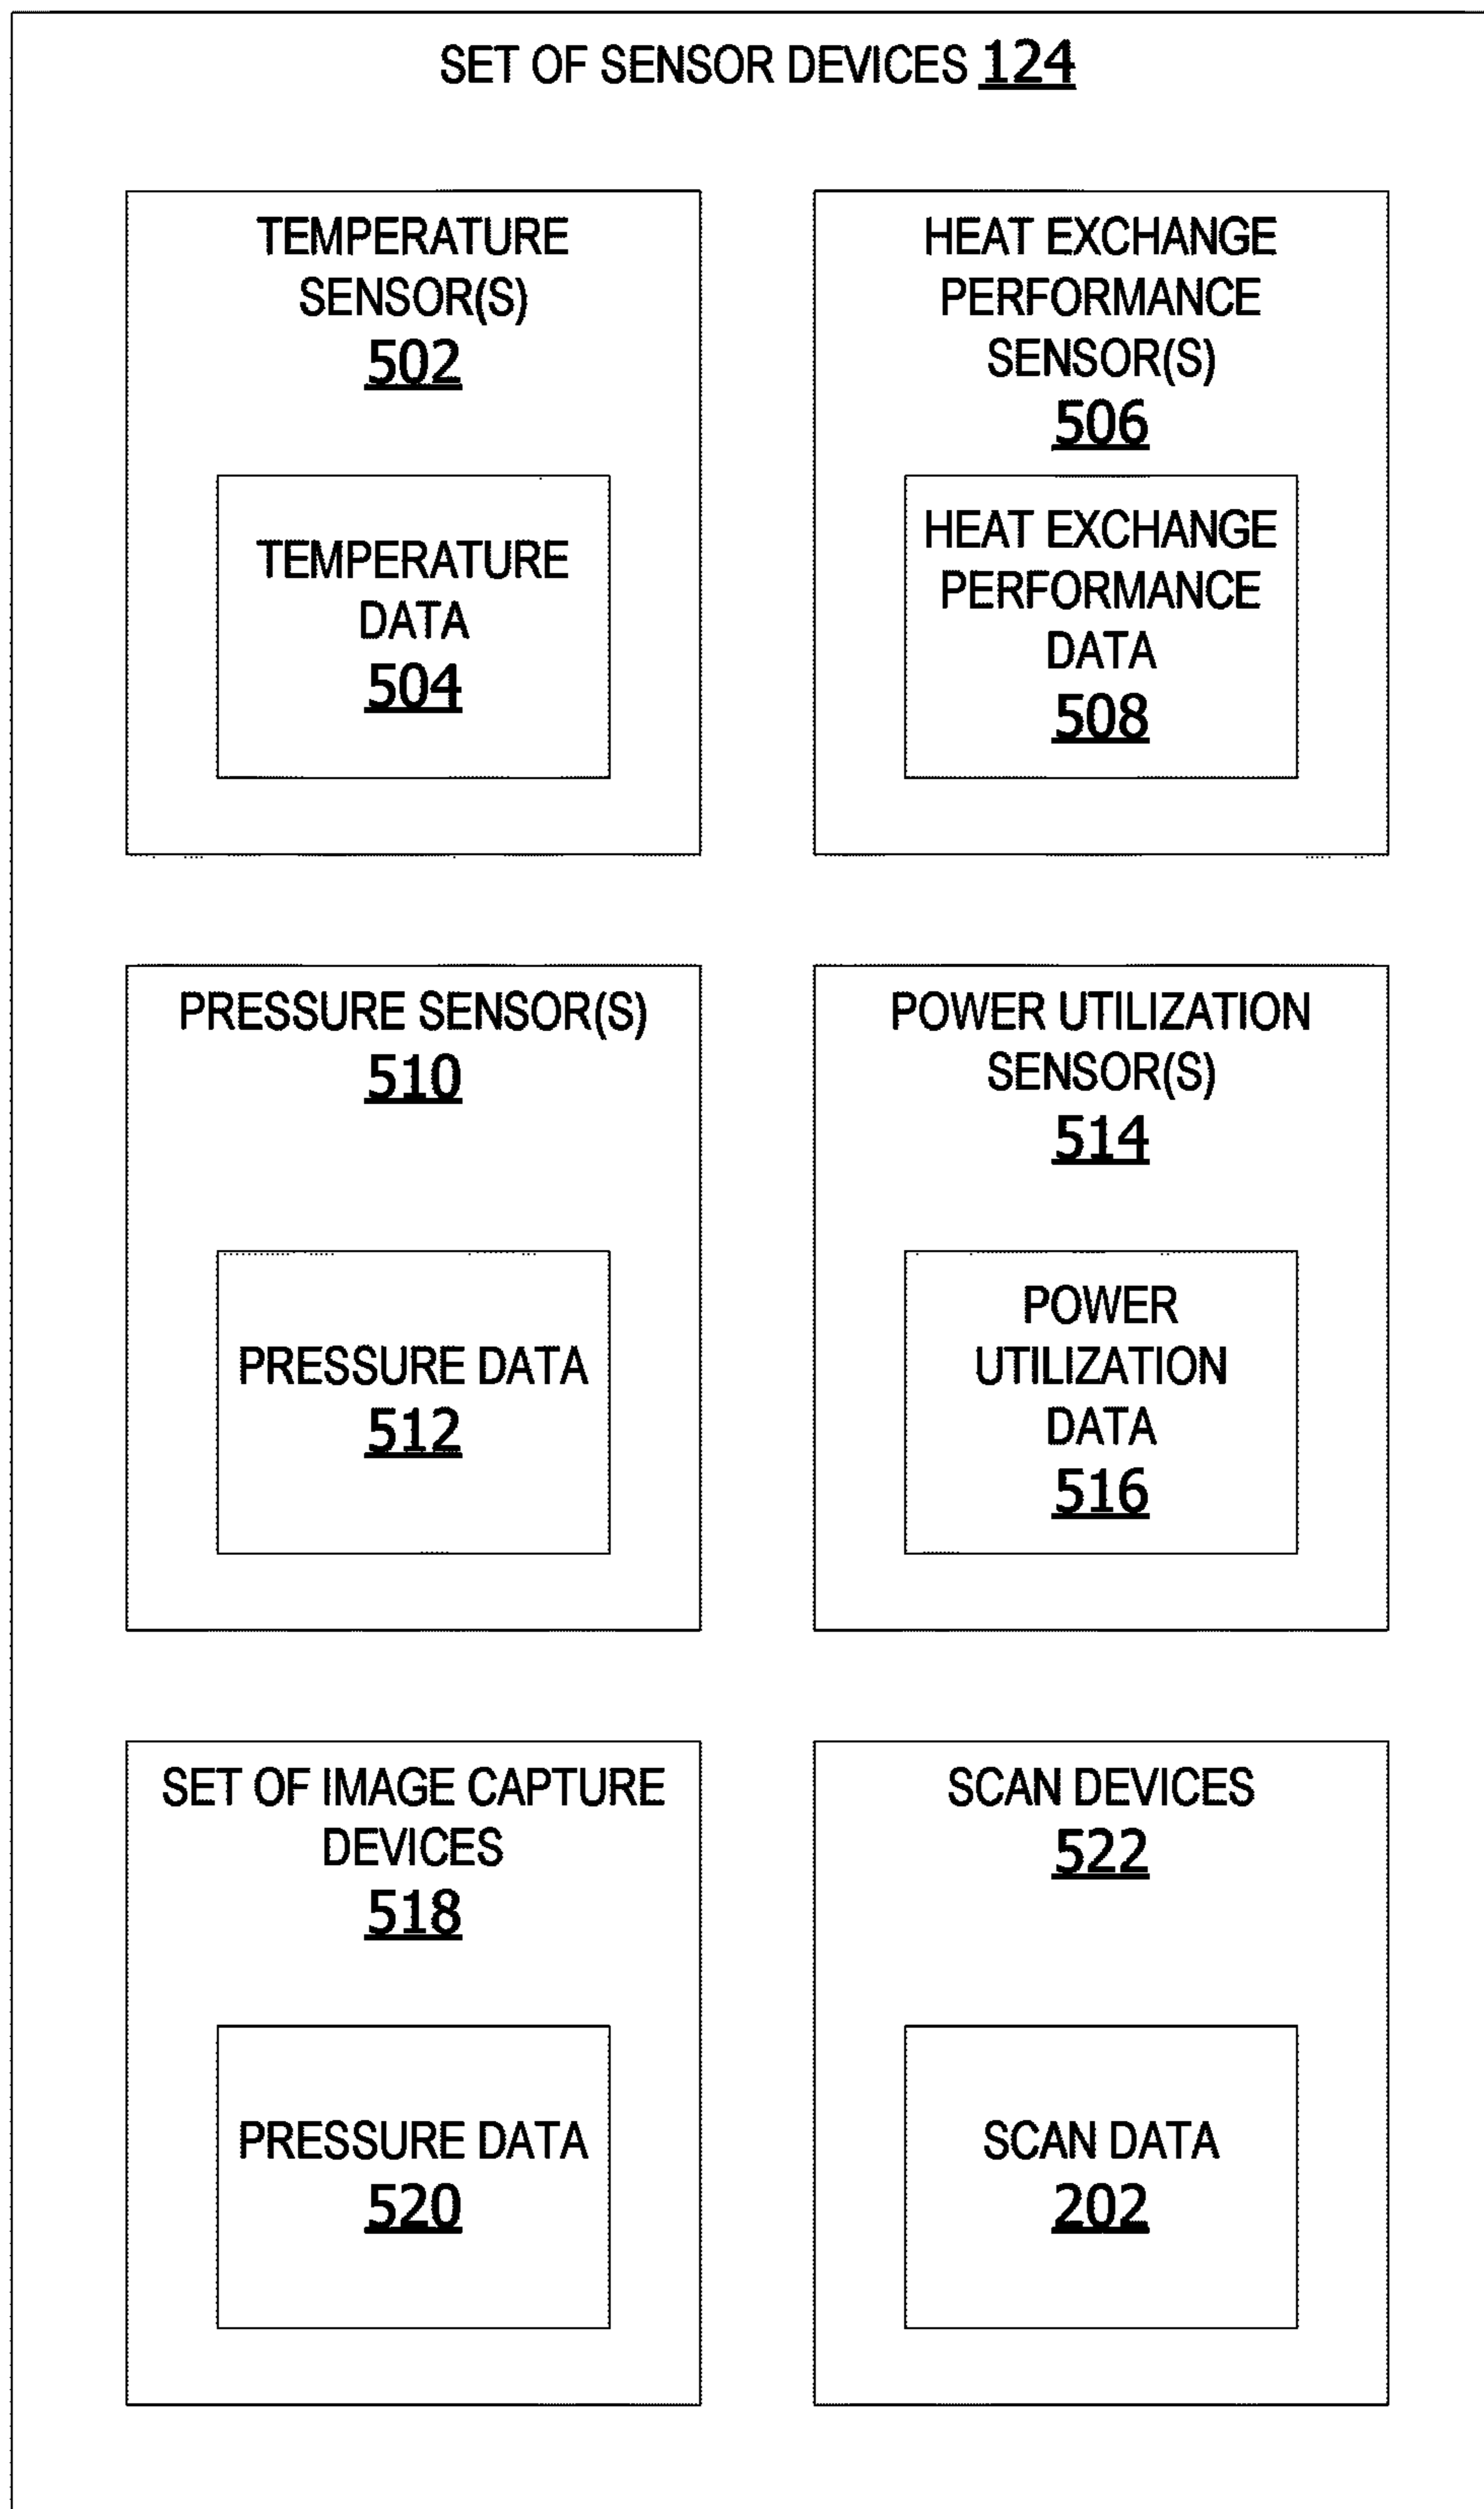 SET OF SENSOR DEVICES 124
TEMPERATURE
SENSOR(S)
502
TEMPERATURE
DATA
504
HEAT EXCHANGE
PERFORMANCE
SENSOR(S)
506
HEAT EXCHANGE
PERFORMANCE
DATA
508
PRESSURE SENSOR(S)
510
PRESSURE DATA
512
POWER UTILIZATION
SENSOR(S)
514
POWER
UTILIZATION
DATA
516
SET OF IMAGE CAPTURE
DEVICES
518
PRESSURE DATA
520
SCAN DEVICES
522
SCAN DATA
202